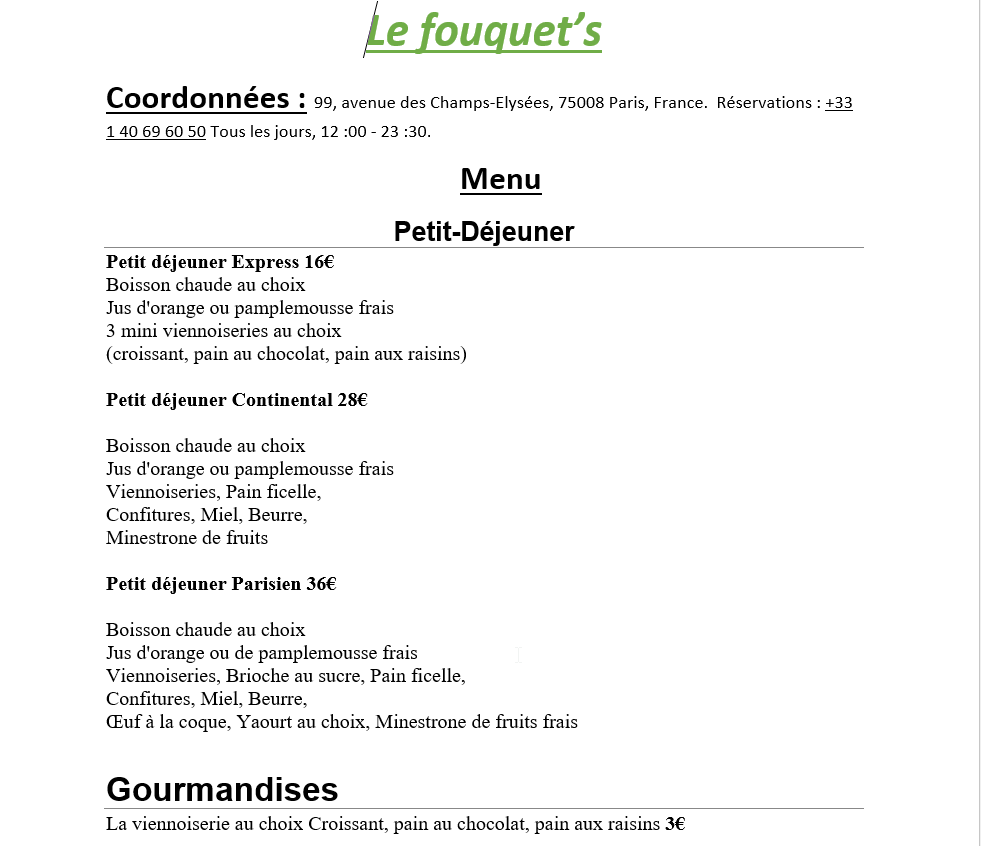 Le fouquet’s
Coordonnées : 99, avenue des Champs-Elysées, 75008 Paris, France. Réservations : +33
1 40 69 60 50 Tous les jours, 12 :00 - 23 :30.
Menu
Petit-Déjeuner
Petit déjeuner Express 16€
Boisson chaude au choix
Jus d'orange ou pamplemousse frais
3 mini viennoiseries au choix
(croissant, pain au chocolat, pain aux raisins)
Petit déjeuner Continental 28€
Boisson chaude au choix
Jus d'orange ou pamplemousse frais
Viennoiseries, Pain ficelle,
Confitures, Miel, Beurre,
Minestrone de fruits
Petit déjeuner Parisien 36€
Boisson chaude au choix
Jus d'orange ou de pamplemousse frais
Viennoiseries, Brioche au sucre, Pain ficelle,
Confitures, Miel, Beurre,
Œuf à la coque, Yaourt au choix, Minestrone de fruits frais
Gourmandises
La viennoiserie au choix Croissant, pain au chocolat, pain aux raisins 3€